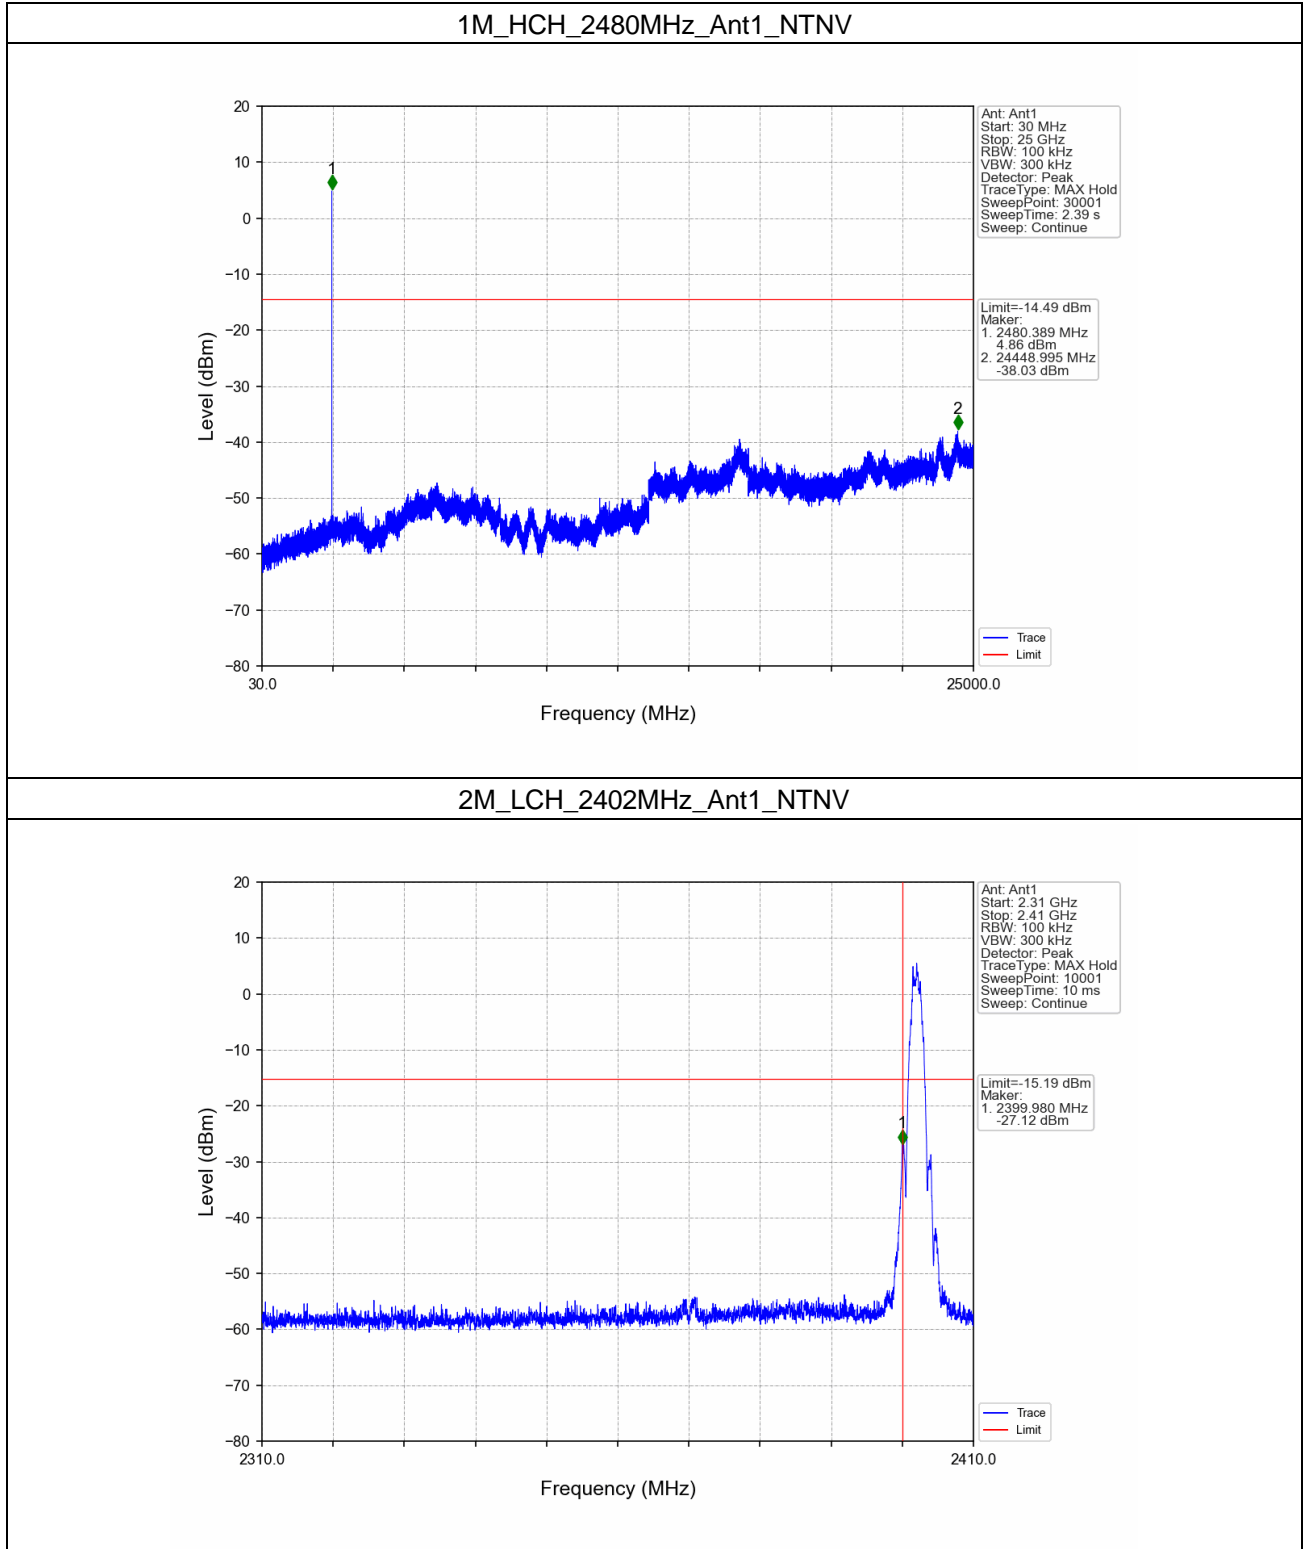 1M_HCH_2480MHz_Ant1_NTNV
20
10
0
−10
−20
−30
−40
−50
−60
−70
−80
Level (dBm)
1
2
30.0
25000.0
Frequency (MHz)
Ant: Ant1
Start: 30 MHz
Stop: 25 GHz
RBW: 100 kHz
VBW: 300 kHz
Detector: Peak
TraceType: MAX Hold
SweepPoint: 30001
SweepTime: 2.39 s
Sweep: Continue
Limit=-14.49 dBm
Maker:
1. 2480.389 MHz
4.86 dBm
2. 24448.995 MHz
-38.03 dBm
Trace
Limit
2M_LCH_2402MHz_Ant1_NTNV
20
10
0
−10
−20
−30
−40
−50
−60
−70
−80
Level (dBm)
1
2310.0
2410.0
Frequency (MHz)
Ant: Ant1
Start: 2.31 GHz
Stop: 2.41 GHz
RBW: 100 kHz
VBW: 300 kHz
Detector: Peak
TraceType: MAX Hold
SweepPoint: 10001
SweepTime: 10 ms
Sweep: Continue
Limit=-15.19 dBm
Maker:
1. 2399.980 MHz
-27.12 dBm
Trace
Limit